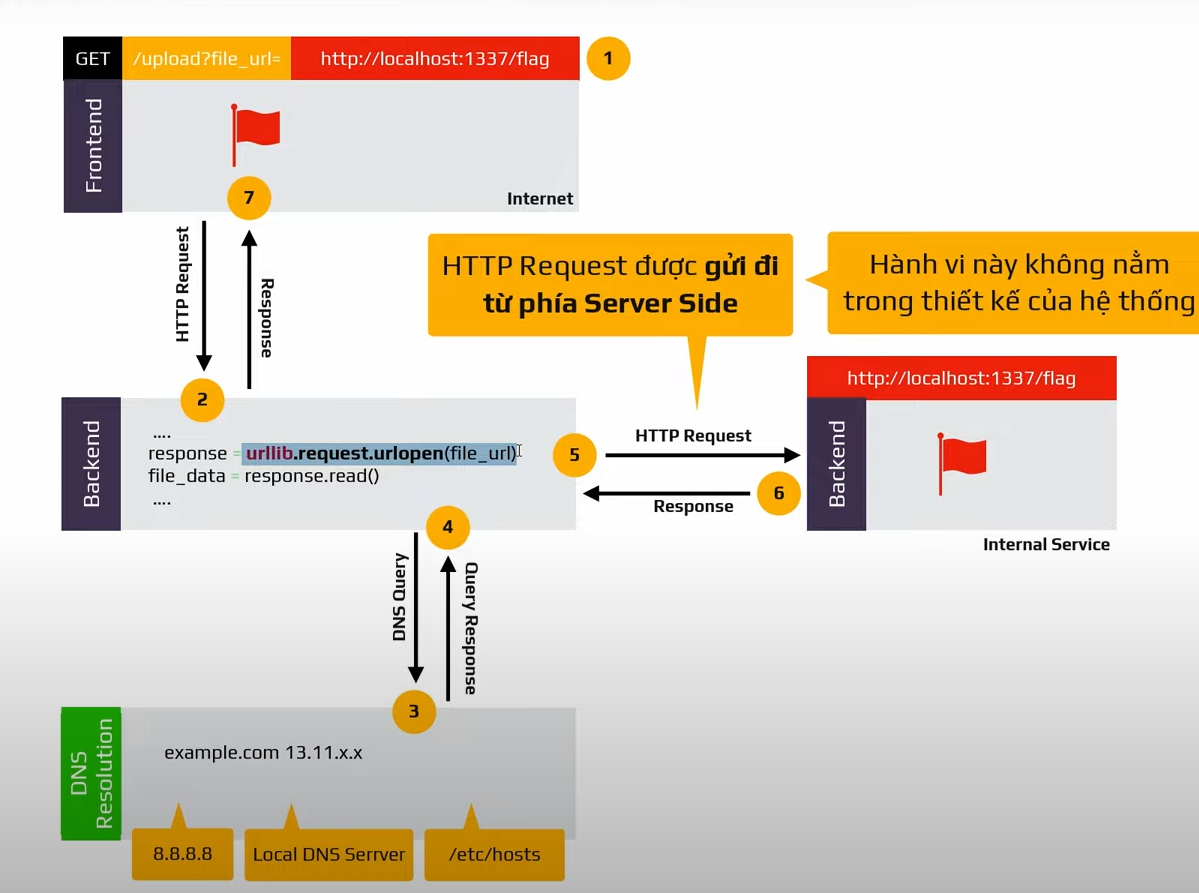 GET /upload?file_url= http://localhost:1337/flag 1
Frontend
7
Internet
HTTP Request
Response
HTTP Request được gửi đi
từ phía Server Side
Hành vi này không nằm
trong thiết kế của hệ thống
http://localhost:1337/flag
2
Backend
....
response = urllib.request.urlopen(file_url)
file_data = response.read()
....
5
HTTP Request
6
Response
Backend
Internal Service
4
DNS Query
Query Response
3
DNS
Resolution
example.com 13.11.x.x
8.8.8.8
Local DNS Serrver
/etc/hosts